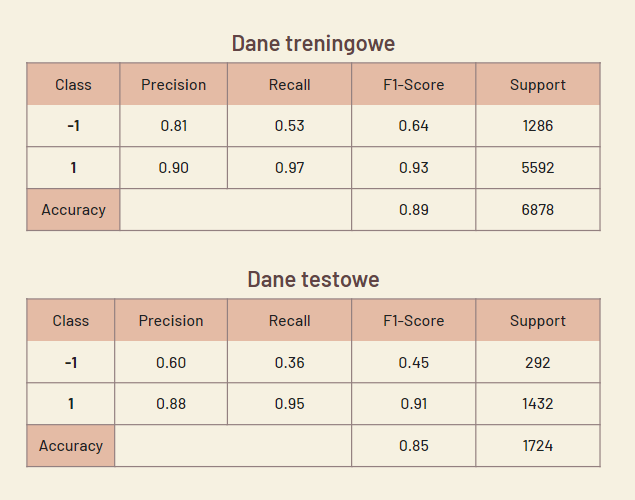 Dane treningowe
Class Precision Recall F1-Score Support
-1 0.81 0.53 0.64 1286
1 0.90 0.97 0.93 5592
Accuracy 0.89 6878
Dane testowe
Class Precision Recall F1-Score Support
-1 0.60 0.36 0.45 292
1 0.88 0.95 0.91 1432
Accuracy 0.85 1724